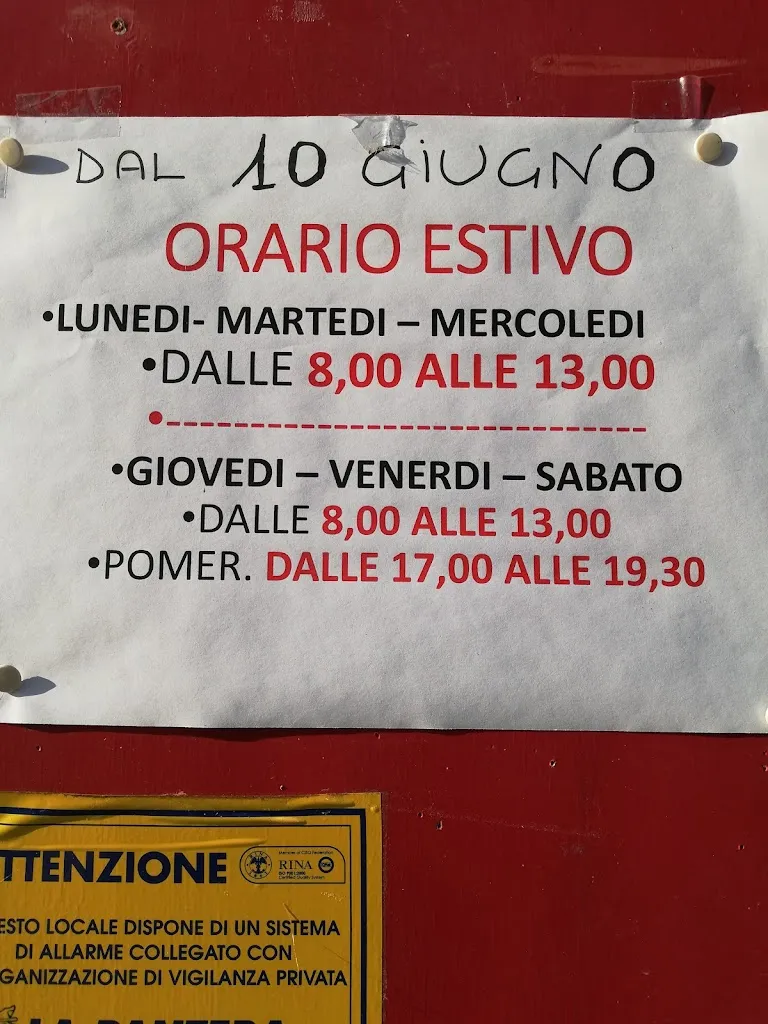 DAL 10 GIUGNO
ORARIO ESTIVO
•LUNEDI- MARTEDI – MERCOLEDI
•DALLE 8,00 ALLE 13,00
•-----------------------------
•GIOVEDI – VENERDI – SABATO
•DALLE 8,00 ALLE 13,00
•POMER. DALLE 17,00 ALLE 19,30
TTENZIONE
RINA
ESTO LOCALE DISPONE DI UN SISTEMA
DI ALLARME COLLEGATO CON
GANIZZAZIONE DI VIGILANZA PRIVATA
LA PANTERA